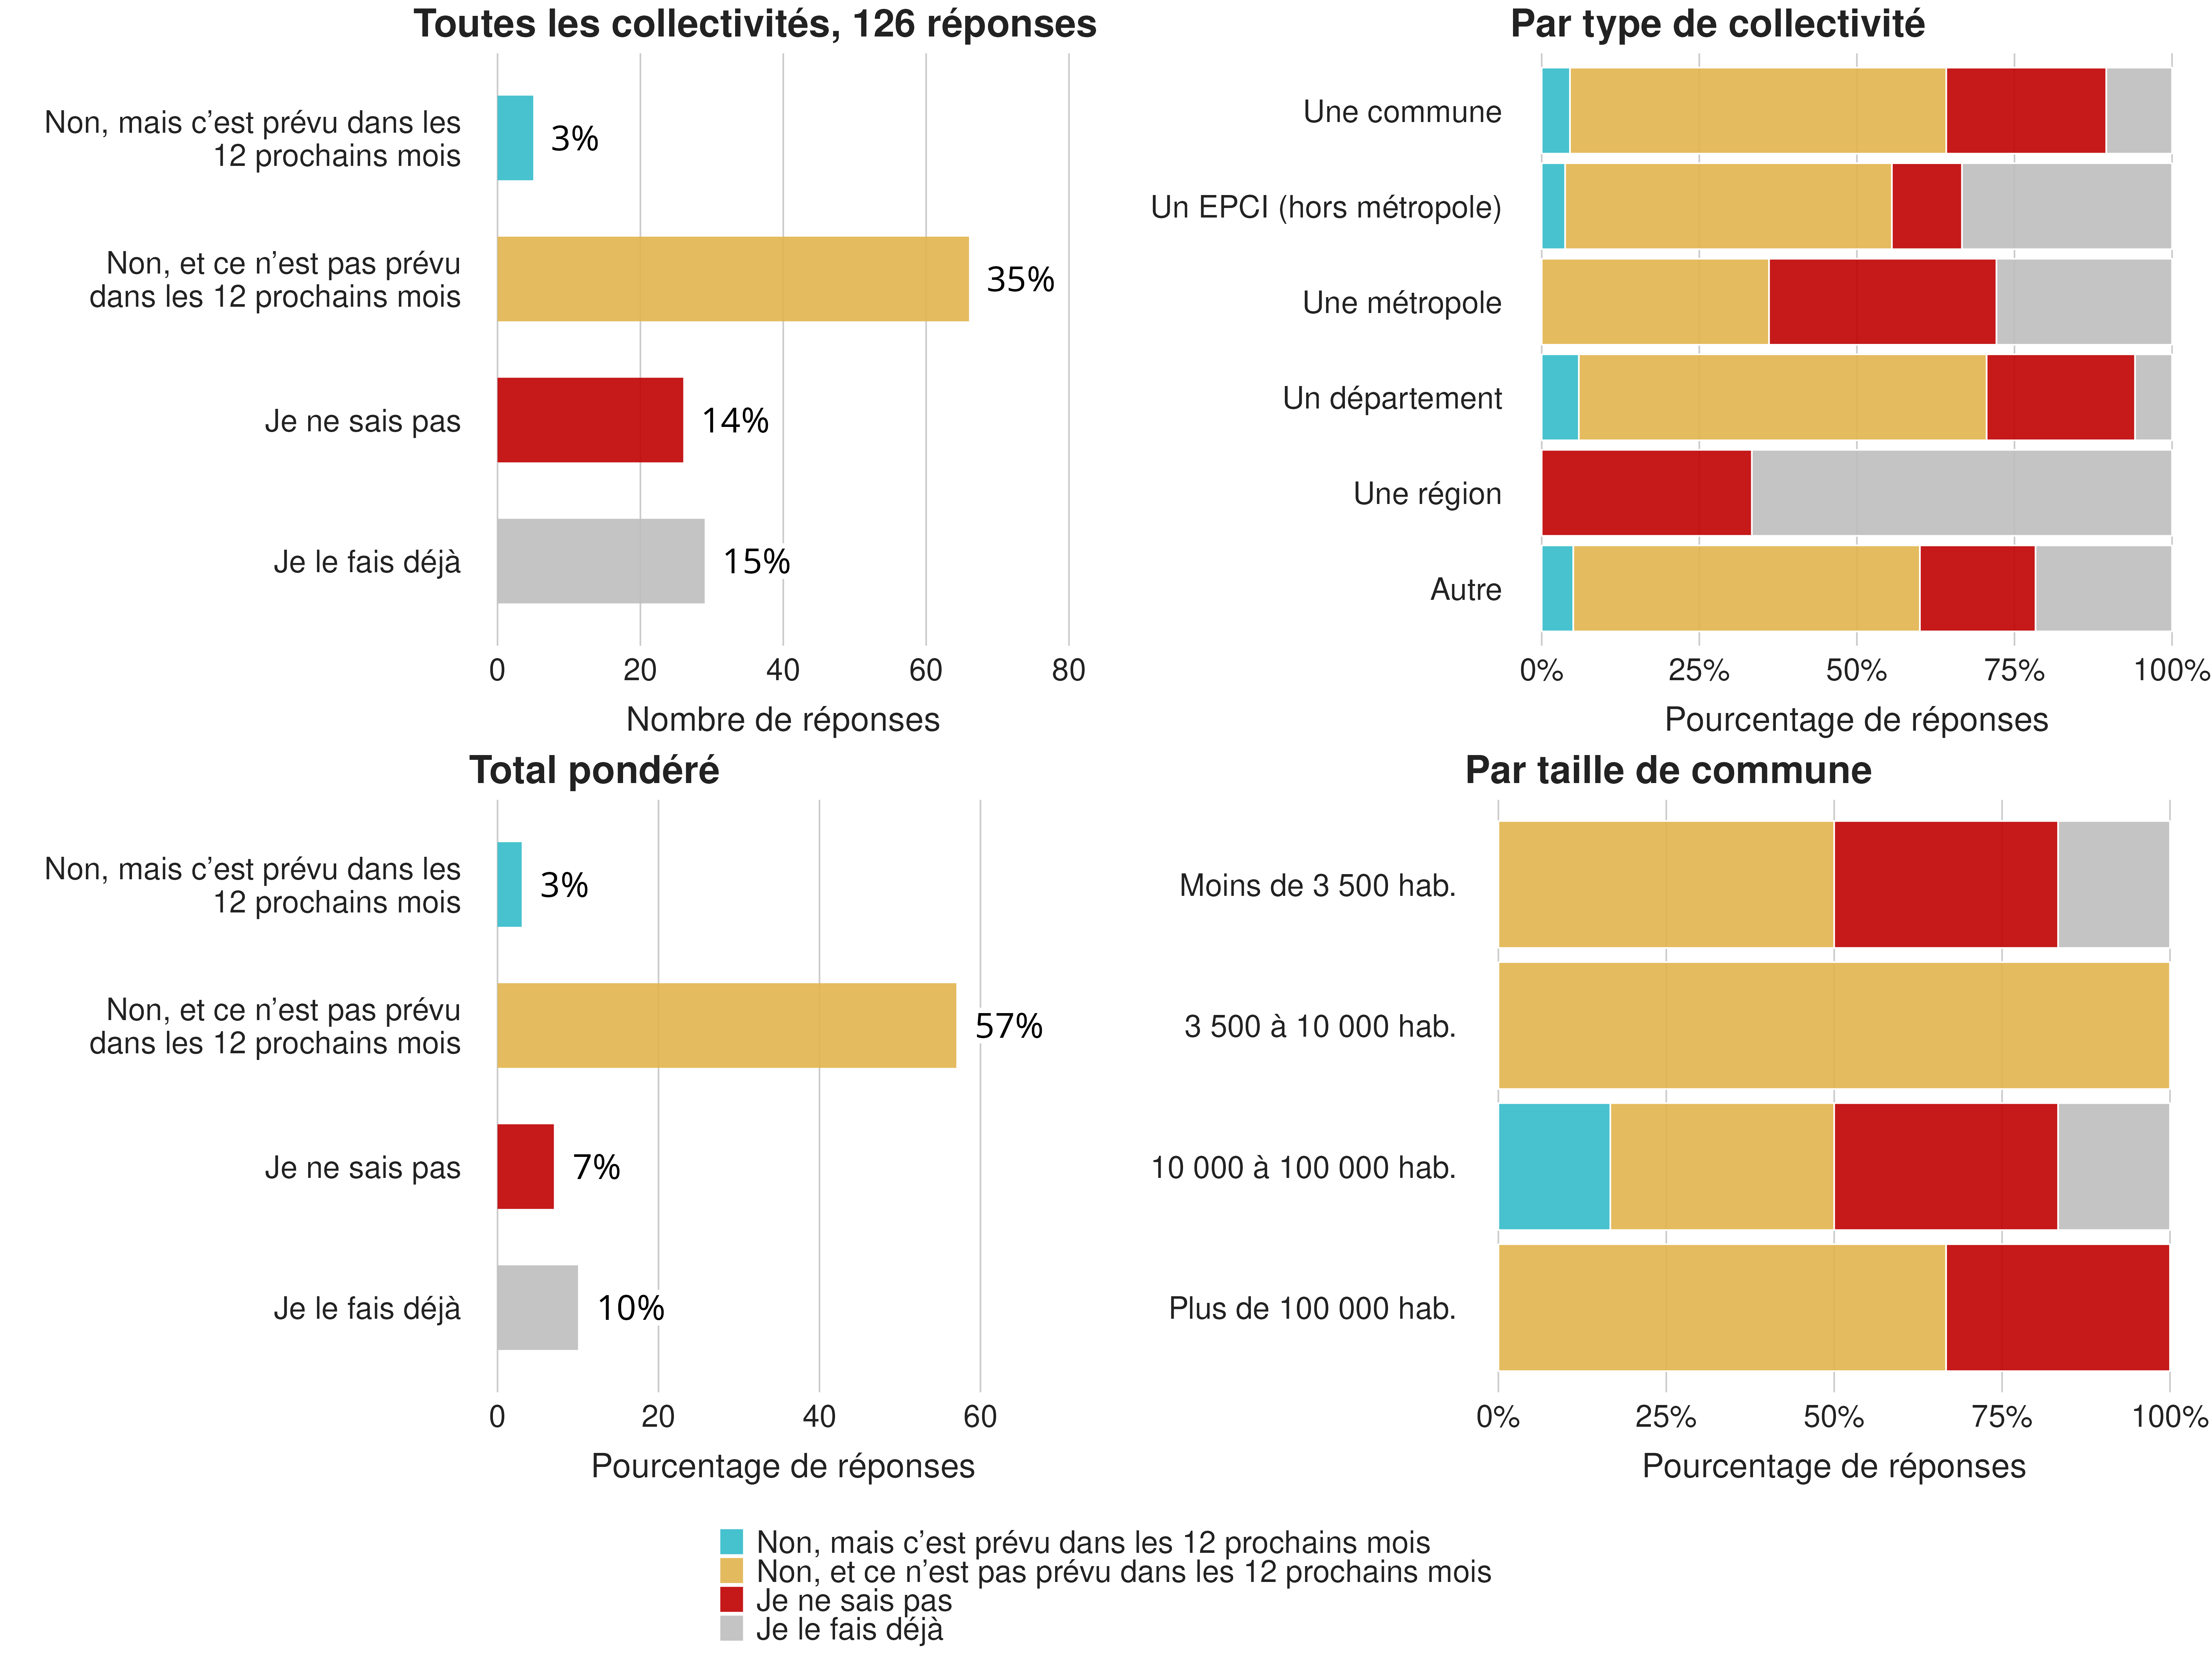 Toutes les collectivités, 126 réponses
Non, mais c’est prévu dans les
12 prochains mois
3%
Non, et ce n’est pas prévu
dans les 12 prochains mois
35%
Je ne sais pas
14%
Je le fais déjà
15%
0 20 40 60 80
Nombre de réponses
Par type de collectivité
Une commune
Un EPCI (hors métropole)
Une métropole
Un département
Une région
Autre
0% 25% 50% 75% 100%
Pourcentage de réponses
Total pondéré
Non, mais c’est prévu dans les
12 prochains mois
3%
Non, et ce n’est pas prévu
dans les 12 prochains mois
57%
Je ne sais pas
7%
Je le fais déjà
10%
0 20 40 60
Pourcentage de réponses
Par taille de commune
Moins de 3 500 hab.
3 500 à 10 000 hab.
10 000 à 100 000 hab.
Plus de 100 000 hab.
0% 25% 50% 75% 100%
Pourcentage de réponses
Non, mais c’est prévu dans les 12 prochains mois
Non, et ce n’est pas prévu dans les 12 prochains mois
Je ne sais pas
Je le fais déjà